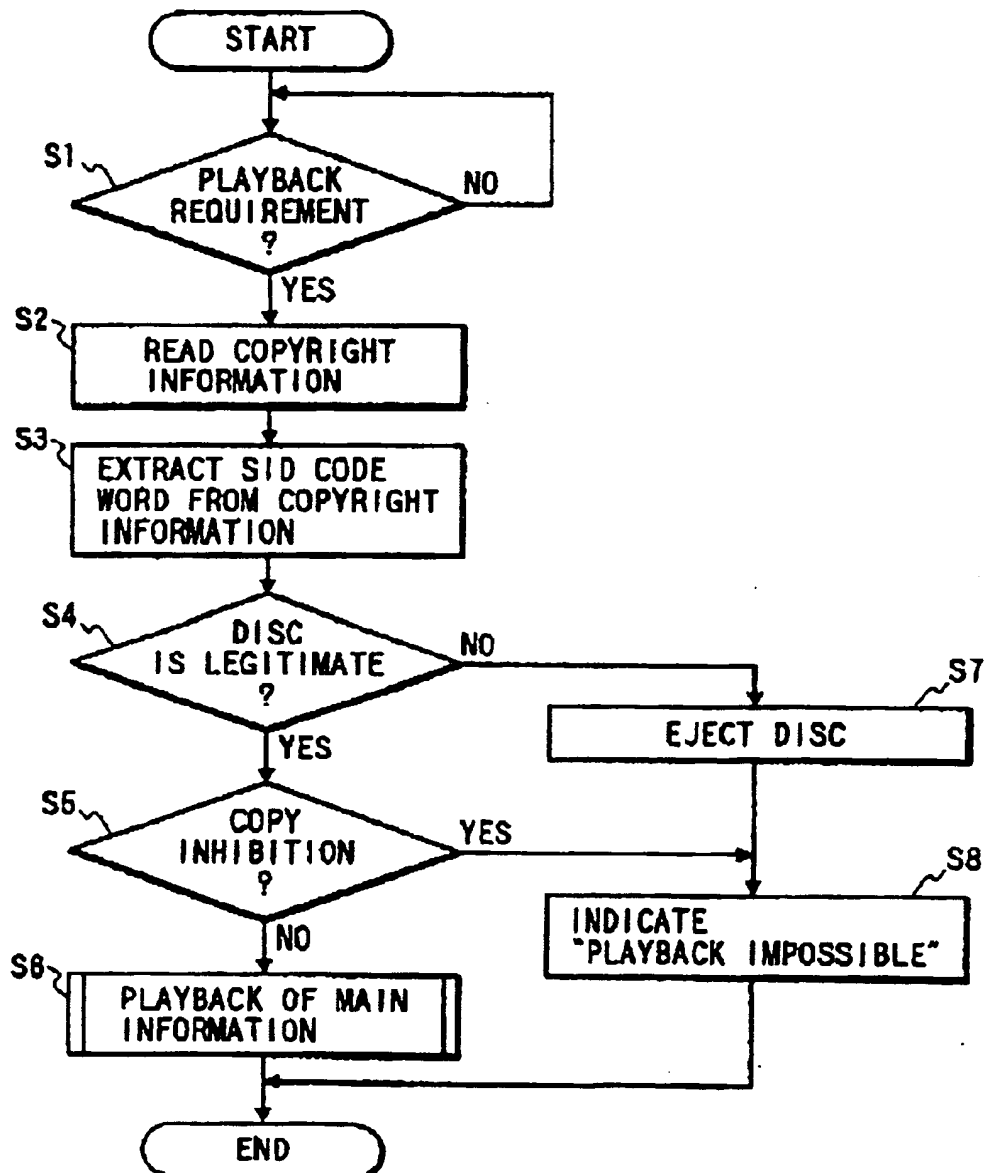 START
S1
PLAYBACK
REQUIREMENT
?
NO
YES
S2
READ COPYRIGHT
INFORMATION
S3
EXTRACT SID CODE
WORD FROM COPYRIGHT
INFORMATION
S4
DISC
IS LEGITIMATE
?
NO
YES
S7
EJECT DISC
S5
COPY
INHIBITION
?
YES
NO
S8
INDICATE
"PLAYBACK IMPOSSIBLE"
S6
PLAYBACK OF MAIN
INFORMATION
END